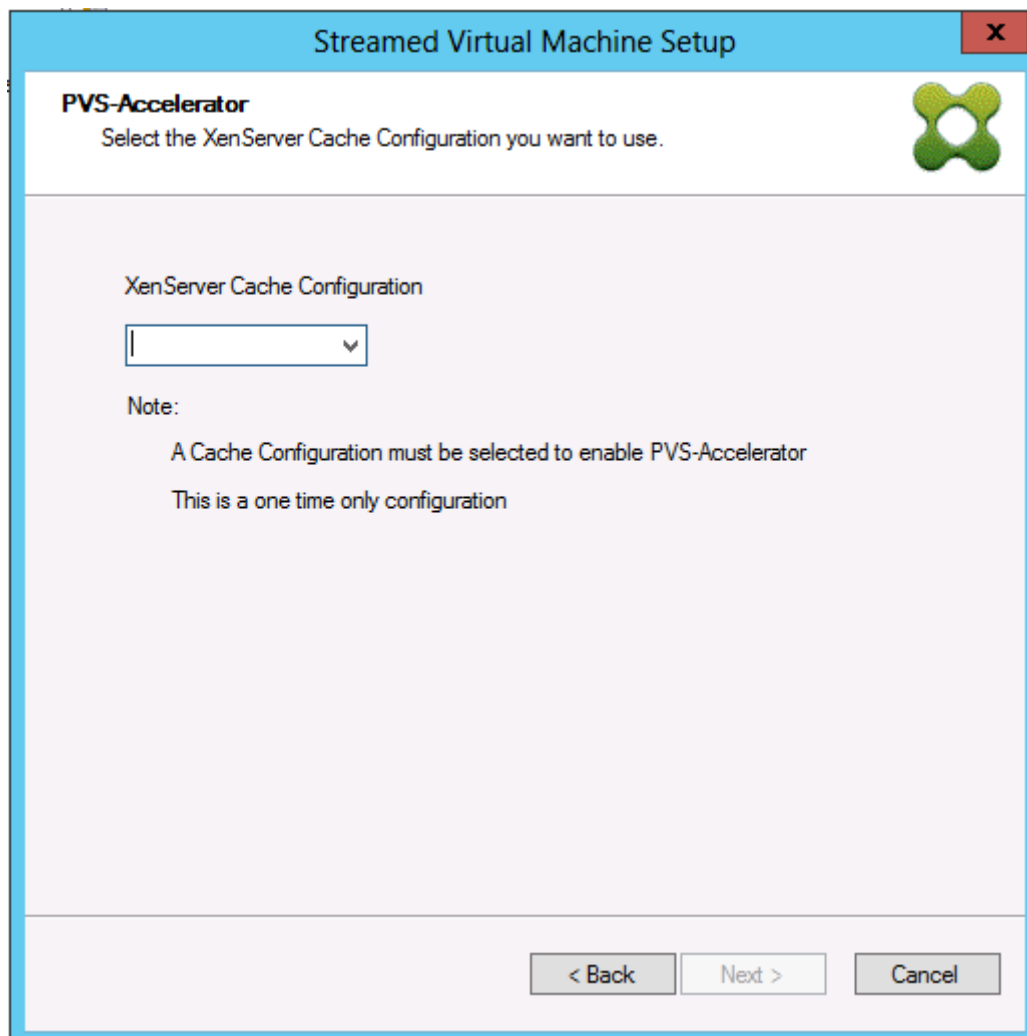 Streamed Virtual Machine Setup
x
PVS-Accelerator
Select the XenServer Cache Configuration you want to use.
XenServer Cache Configuration
Note:
A Cache Configuration must be selected to enable PVS-Accelerator
This is a one time only configuration
< Back
Next >
Cancel